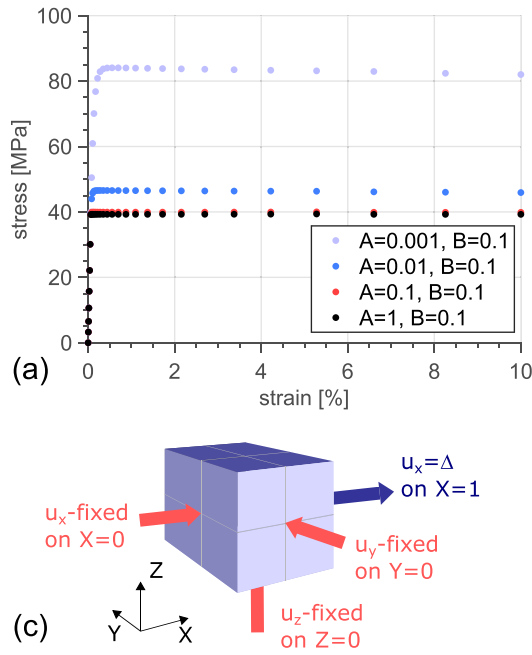 100
80
60
40
20
0
stress [MPa]
0
2
4
6
8
10
strain [%]
A=0.001, B=0.1
A=0.01, B=0.1
A=0.1, B=0.1
A=1, B=0.1
(a)
uₓ=Δ
on X=1
uₓ-fixed
on X=0
u_y-fixed
on Y=0
u_z-fixed
on Z=0
Z
Y
X
(c)